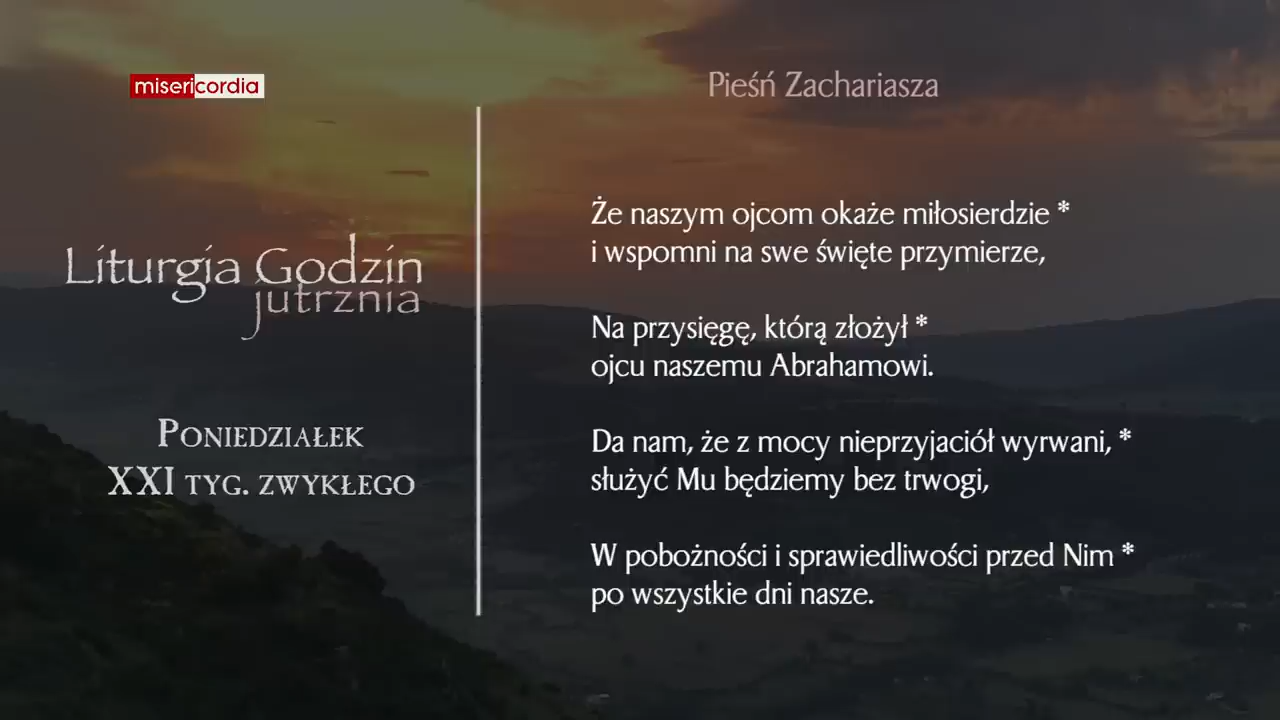 misericordia
Liturgia Godzin
jutrznia
Poniedziałek
XXI tyg. zwykłego
Pieśń Zachariasza
Że naszym ojcom okaże miłosierdzie *
i wspomni na swe święte przymierze,
Na przysięgę, którą złożył *
ojcu naszemu Abrahamowi.
Da nam, że z mocy nieprzyjaciół wyrwani, *
służyć Mu będziemy bez trwogi,
W pobożności i sprawiedliwości przed Nim *
po wszystkie dni nasze.